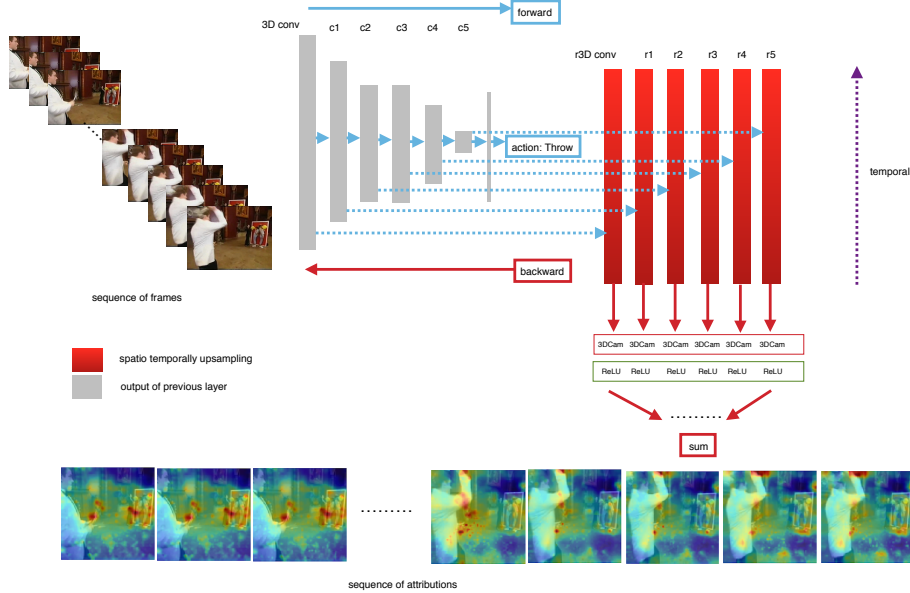 forward
3D conv c1 c2 c3 c4 c5
r3D conv r1 r2 r3 r4 r5
action: Throw
temporal
backward
sequence of frames
3DCam 3DCam 3DCam 3DCam 3DCam 3DCam
spatio temporally upsampling
ReLU ReLU ReLU ReLU ReLU ReLU
output of previous layer
sum
sequence of attributions